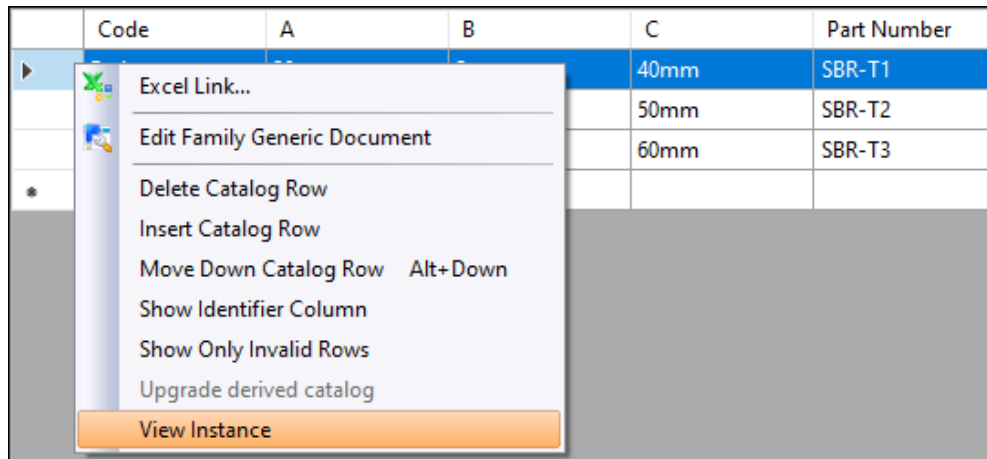 Code A B C Part Number
40mm SBR-T1
Excel Link...
50mm SBR-T2
Edit Family Generic Document
60mm SBR-T3
Delete Catalog Row
Insert Catalog Row
Move Down Catalog Row Alt+Down
Show Identifier Column
Show Only Invalid Rows
Upgrade derived catalog
View Instance